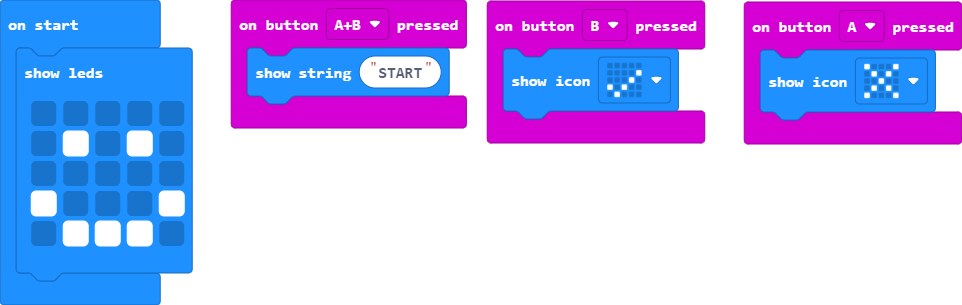 on start
show leds
on button A+B pressed
show string "START"
on button B pressed
show icon
on button A pressed
show icon